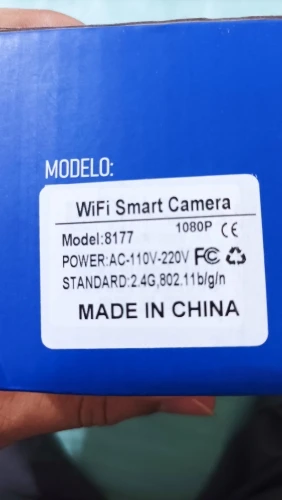 MODELO:
WiFi Smart Camera
1080P CE
Model:8177
POWER:AC-110V-220V FC
STANDARD:2.4G,802.11b/g/n
MADE IN CHINA